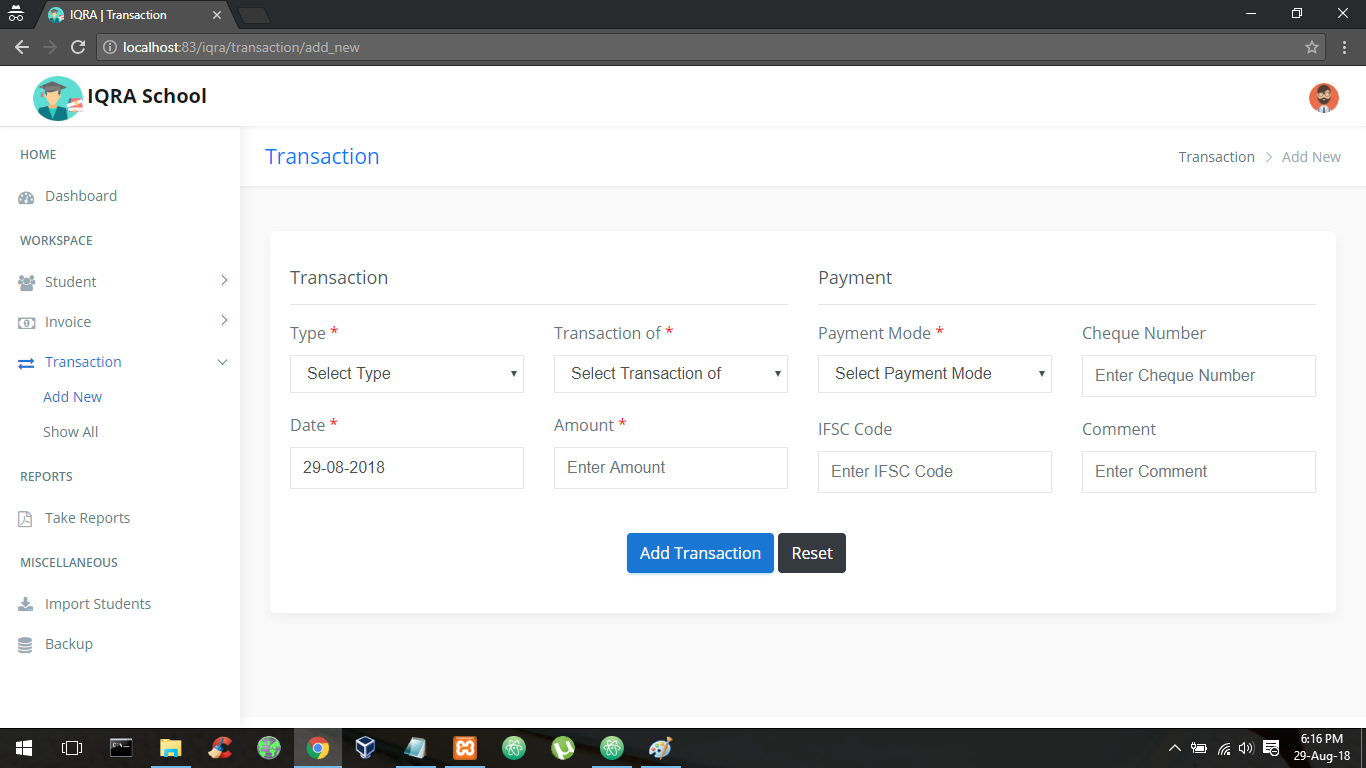 IQRA | Transaction
localhost:83/iqra/transaction/add_new
IQRA School
HOME
Dashboard
WORKSPACE
Student
Invoice
Transaction
Add New
Show All
REPORTS
Take Reports
MISCELLANEOUS
Import Students
Backup
Transaction
Transaction > Add New
Transaction
Type *
Transaction of *
Select Type
Select Transaction of
Date *
Amount *
29-08-2018
Enter Amount
Payment
Payment Mode *
Cheque Number
Select Payment Mode
Enter Cheque Number
IFSC Code
Comment
Enter IFSC Code
Enter Comment
Add Transaction
Reset
6:16 PM
29-Aug-18